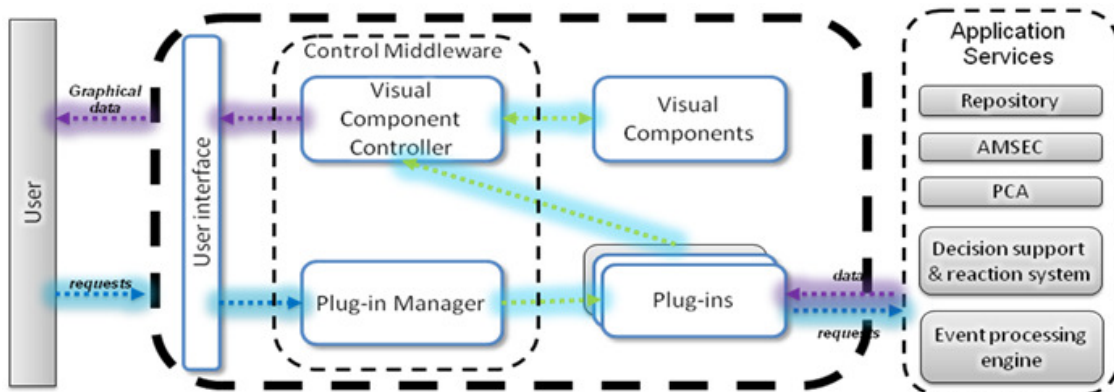 User
Graphical
data
requests
User interface
Control Middleware
Visual
Component
Controller
Visual
Components
Plug-in Manager
Plug-ins
data
requests
Application
Services
Repository
AMSEC
PCA
Decision support
& reaction system
Event processing
engine